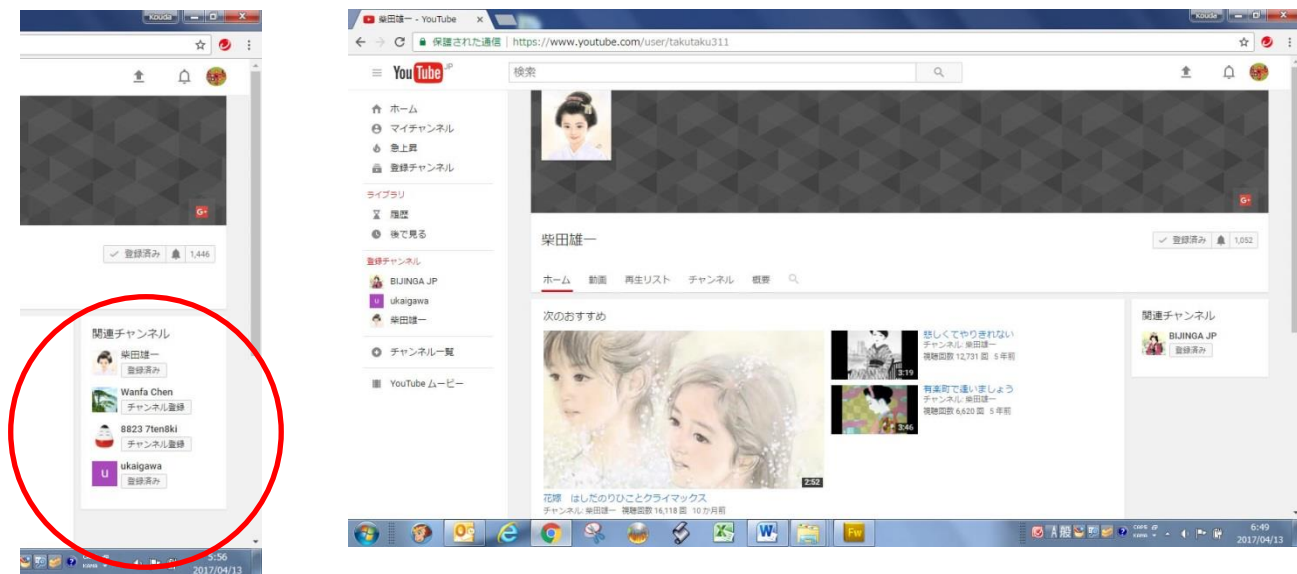 Kouda
登録済み 1,446
関連チャンネル
柴田雄一
登録済み
Wanfa Chen
チャンネル登録
8823 7ten8ki
チャンネル登録
u
ukaigawa
登録済み
5:56
2017/04/13
柴田雄一 - YouTube
Kouda
保護された通信 https://www.youtube.com/user/takutaku311
YouTube JP
検索
ホーム
マイチャンネル
急上昇
登録チャンネル
ライブラリ
履歴
後で見る
登録チャンネル
BIJINGA JP
u ukaigawa
柴田雄一
チャンネル一覧
YouTube ムービー
G+
柴田雄一
登録済み 1,052
ホーム 動画 再生リスト チャンネル 概要
次のおすすめ
2:52
花嫁 はしだのりひことクライマックス
チャンネル: 柴田雄一 視聴回数 16,118 回 10 か月前
悲しくてやりきれない
チャンネル: 柴田雄一
視聴回数 12,731 回 5 年前
3:19
有楽町で逢いましょう
チャンネル: 柴田雄一
視聴回数 6,620 回 5 年前
3:46
関連チャンネル
BIJINGA JP
登録済み
A 般
6:49
2017/04/13